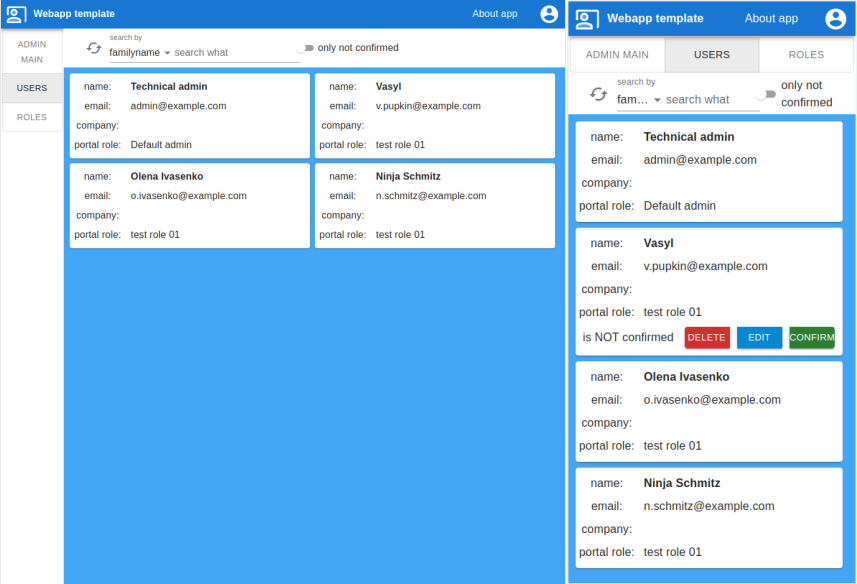 Webapp template About app
ADMIN
MAIN
USERS
ROLES
search by
familyname search what
only not confirmed
name: Technical admin
email: admin@example.com
company:
portal role: Default admin
name: Vasyl
email: v.pupkin@example.com
company:
portal role: test role 01
name: Olena Ivasenko
email: o.ivasenko@example.com
company:
portal role: test role 01
name: Ninja Schmitz
email: n.schmitz@example.com
company:
portal role: test role 01
Webapp template About app
ADMIN MAIN USERS ROLES
search by
fam... search what
only not
confirmed
name: Technical admin
email: admin@example.com
company:
portal role: Default admin
name: Vasyl
email: v.pupkin@example.com
company:
portal role: test role 01
is NOT confirmed DELETE EDIT CONFIRM
name: Olena Ivasenko
email: o.ivasenko@example.com
company:
portal role: test role 01
name: Ninja Schmitz
email: n.schmitz@example.com
company:
portal role: test role 01